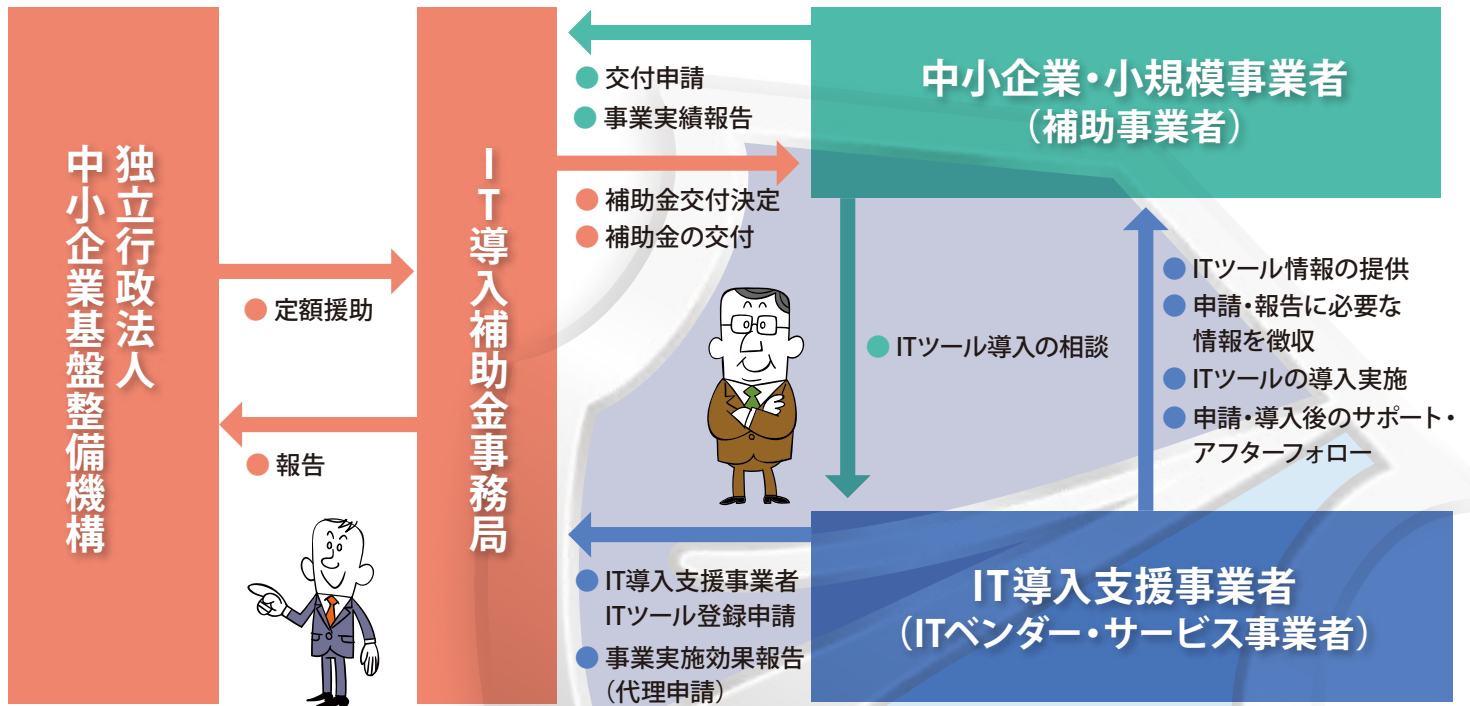 独立行政法人
中小企業基盤整備機構
● 定額援助
● 報告
IT導入補助金事務局
● 交付申請
● 事業実績報告
● 補助金交付決定
● 補助金の交付
中小企業・小規模事業者
（補助事業者）
● ITツール導入の相談
● ITツール情報の提供
● 申請・報告に必要な
情報を徴収
● ITツールの導入実施
● 申請・導入後のサポート・
アフターフォロー
● IT導入支援事業者
ITツール登録申請
● 事業実施効果報告
（代理申請）
IT導入支援事業者
（ITベンダー・サービス事業者）